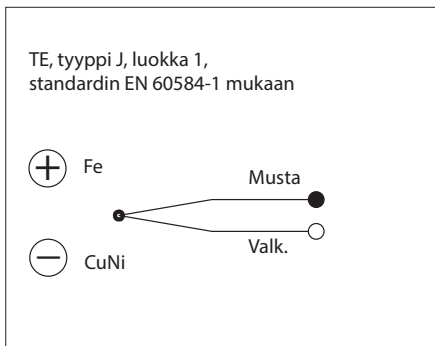 TE, tyyppi J, luokka 1,
standardin EN 60584-1 mukaan
+ Fe
Musta
Valk.
− CuNi